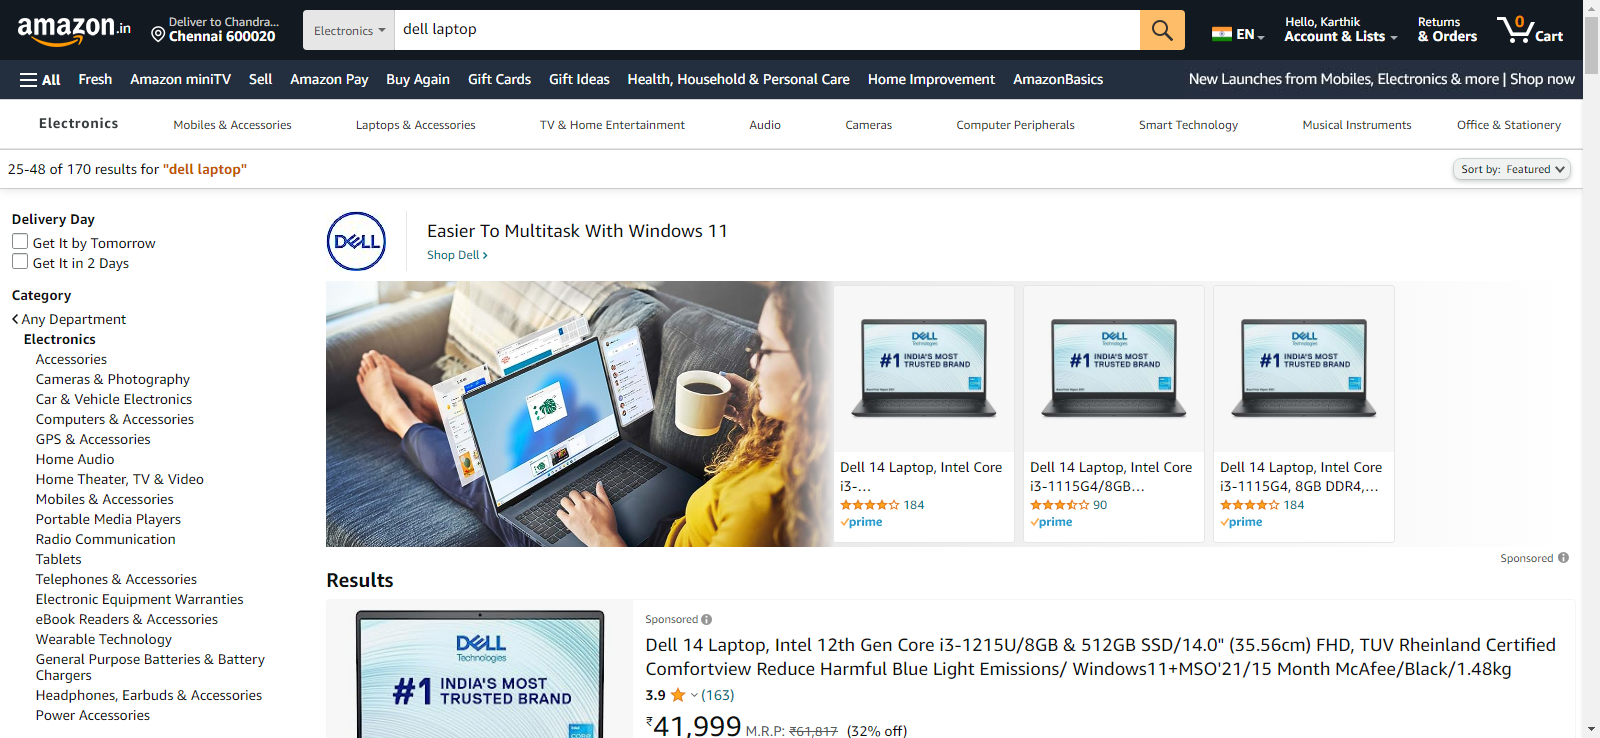 amazon.in
Deliver to Chandra...
Chennai 600020
Electronics
dell laptop
EN
Hello, Karthik
Account & Lists
Returns
& Orders
0
Cart
All
Fresh
Amazon miniTV
Sell
Amazon Pay
Buy Again
Gift Cards
Gift Ideas
Health, Household & Personal Care
Home Improvement
AmazonBasics
New Launches from Mobiles, Electronics & more | Shop now
Electronics
Mobiles & Accessories
Laptops & Accessories
TV & Home Entertainment
Audio
Cameras
Computer Peripherals
Smart Technology
Musical Instruments
Office & Stationery
25-48 of 170 results for "dell laptop"
Sort by: Featured
Delivery Day
Get It by Tomorrow
Get It in 2 Days
Category
Any Department
Electronics
Accessories
Cameras & Photography
Car & Vehicle Electronics
Computers & Accessories
GPS & Accessories
Home Audio
Home Theater, TV & Video
Mobiles & Accessories
Portable Media Players
Radio Communication
Tablets
Telephones & Accessories
Electronic Equipment Warranties
eBook Readers & Accessories
Wearable Technology
General Purpose Batteries & Battery
Chargers
Headphones, Earbuds & Accessories
Power Accessories
DELL
Easier To Multitask With Windows 11
Shop Dell
DELL
Technologies
#1 INDIA'S MOST
TRUSTED BRAND
Dell 14 Laptop, Intel Core
i3-...
184
prime
DELL
Technologies
#1 INDIA'S MOST
TRUSTED BRAND
Dell 14 Laptop, Intel Core
i3-1115G4/8GB...
90
prime
DELL
Technologies
#1 INDIA'S MOST
TRUSTED BRAND
Dell 14 Laptop, Intel Core
i3-1115G4, 8GB DDR4,...
184
prime
Sponsored
Results
DELL
Technologies
#1 INDIA'S MOST
TRUSTED BRAND
intel
CORE
Sponsored
Dell 14 Laptop, Intel 12th Gen Core i3-1215U/8GB & 512GB SSD/14.0" (35.56cm) FHD, TUV Rheinland Certified
Comfortview Reduce Harmful Blue Light Emissions/ Windows11+MSO'21/15 Month McAfee/Black/1.48kg
3.9 (163)
₹41,999 M.R.P: ₹61,817 (32% off)